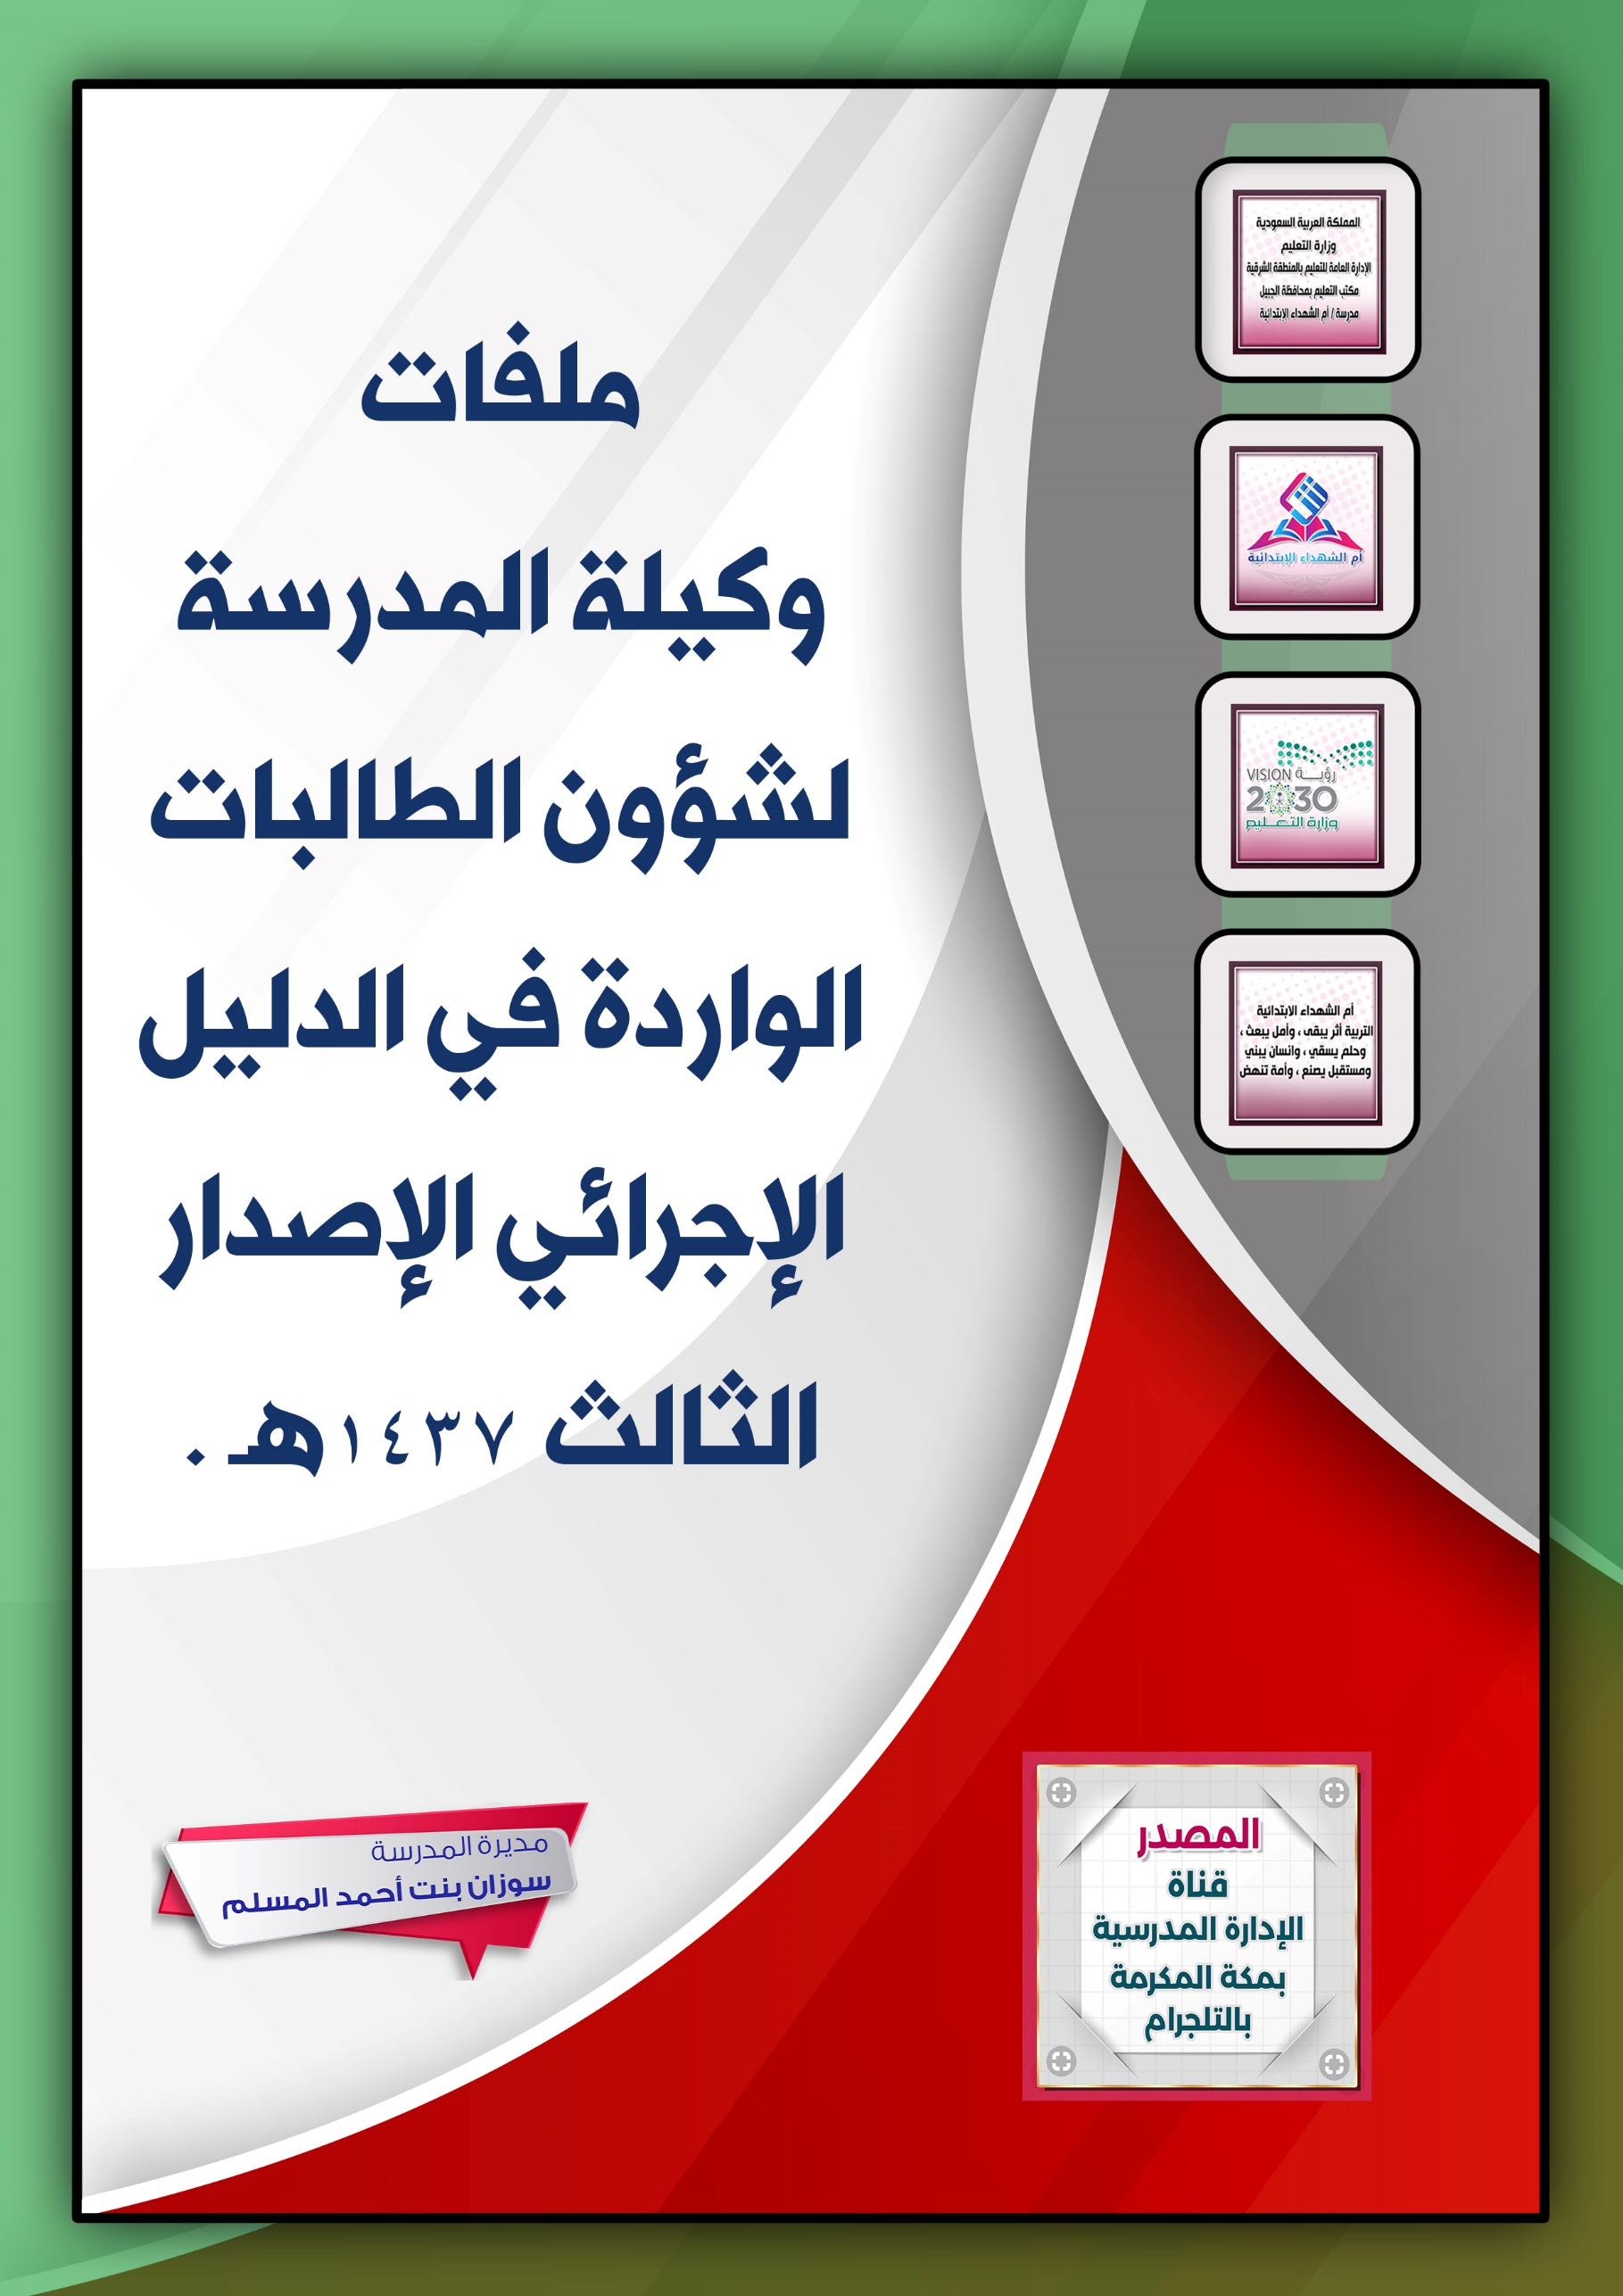 المملكة العربية السعودية
وزارة التعليم
الإدارة العامة للتعليم بالمنطقة الشرقية
مكتب التعليم بمحافظة الجبيل
مدرسة / أم الشهداء الابتدائية
أم الشهداء الإبتدائية
VISION رؤيـــة
2030
وزارة التعـــليم
أم الشهداء الابتدائية
التربية أثر يبقى ، وأمل يبعث ،
وحلم يسقي ، وانسان يبني
ومستقبل يصنع ، وأمة تنهض
ملفات
وكيلة المدرسة
لشؤون الطالبات
الواردة في الدليل
الإجرائي الإصدار
الثالث ١٤٣٧هـ .
مديرة المدرسة
سوزان بنت أحمد المسلم
المصدر
قناة
الإدارة المدرسية
بمكة المكرمة
بالتلجرام